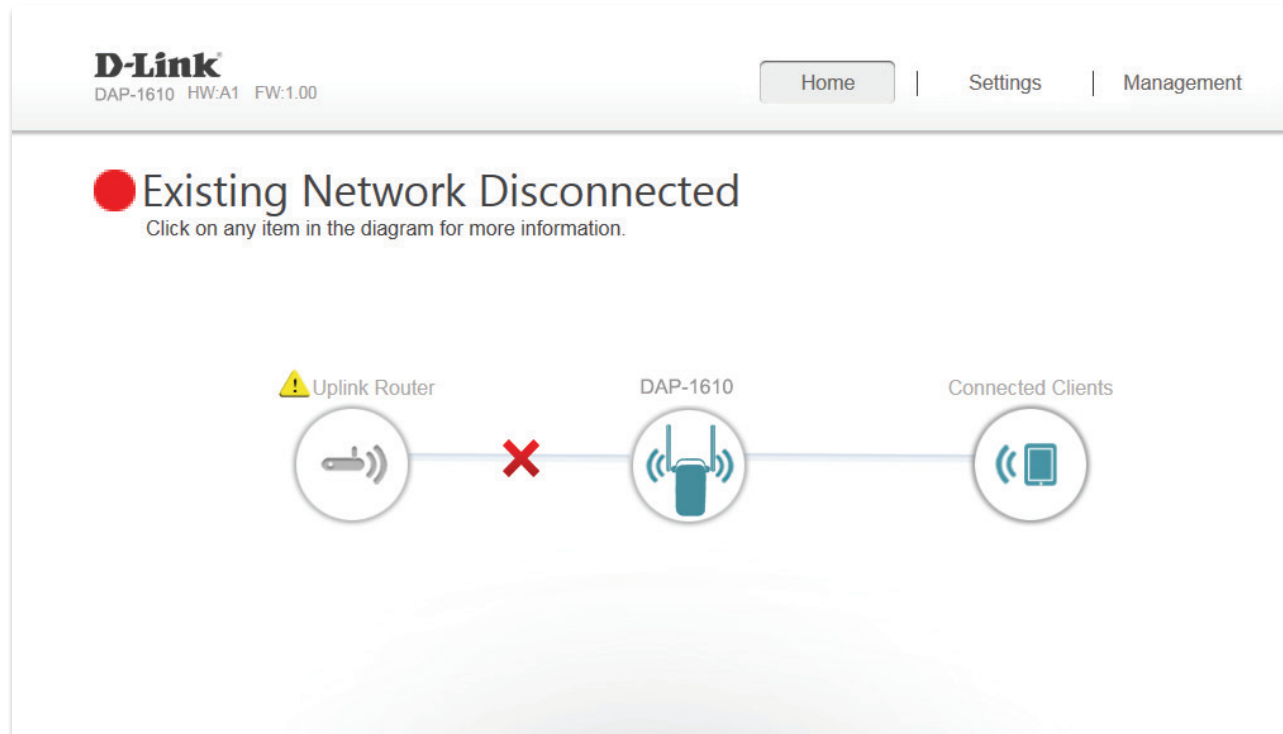 D-Link
DAP-1610 HW:A1 FW:1.00
Home | Settings | Management
Existing Network Disconnected
Click on any item in the diagram for more information.
Uplink Router
DAP-1610
Connected Clients